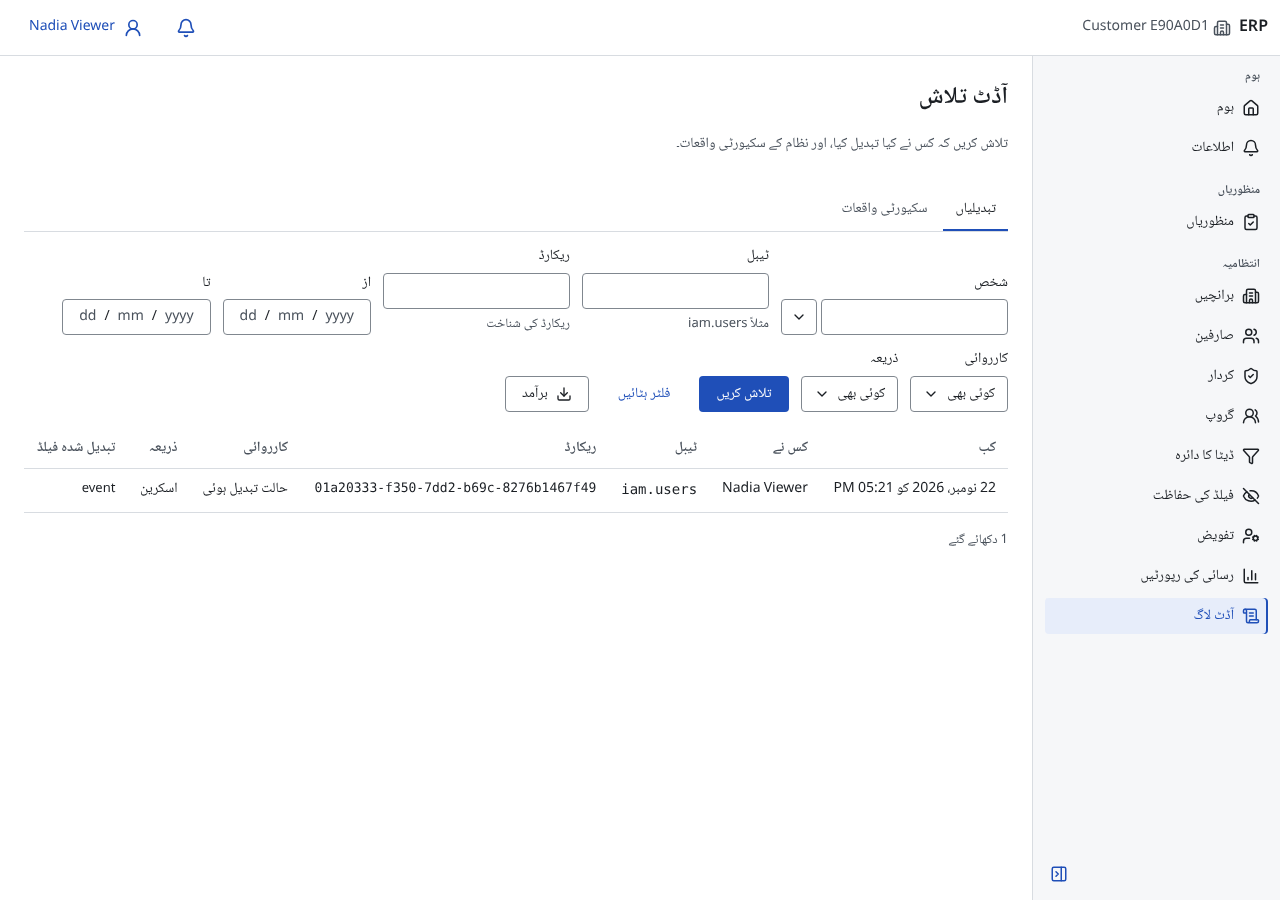 ERP
Customer E90A0D1
Nadia Viewer
ہوم
ہوم
اطلاعات
منظوریاں
منظوریاں
انتظامیہ
برانچیں
صارفین
کردار
گروپ
ڈیٹا کا دائرہ
فیلڈ کی حفاظت
تفویض
رسائی کی رپورٹیں
آڈٹ لاگ
آڈٹ تلاش
تلاش کریں کہ کس نے کیا تبدیل کیا، اور نظام کے سکیورٹی واقعات۔
تبدیلیاں سکیورٹی واقعات
شخص
ٹیبل
مثلاً iam.users
ریکارڈ
ریکارڈ کی شناخت
از
dd / mm / yyyy
تا
dd / mm / yyyy
کارروائی
کوئی بھی
ذریعہ
کوئی بھی
تلاش کریں
فلٹر ہٹائیں
برآمد
کب کس نے ٹیبل ریکارڈ کارروائی ذریعہ تبدیل شدہ فیلڈ
22 نومبر، 2026 کو 05:21 PM Nadia Viewer iam.users 01a20333-f350-7dd2-b69c-8276b1467f49 حالت تبدیل ہوئی اسکرین event
1 دکھائے گئے